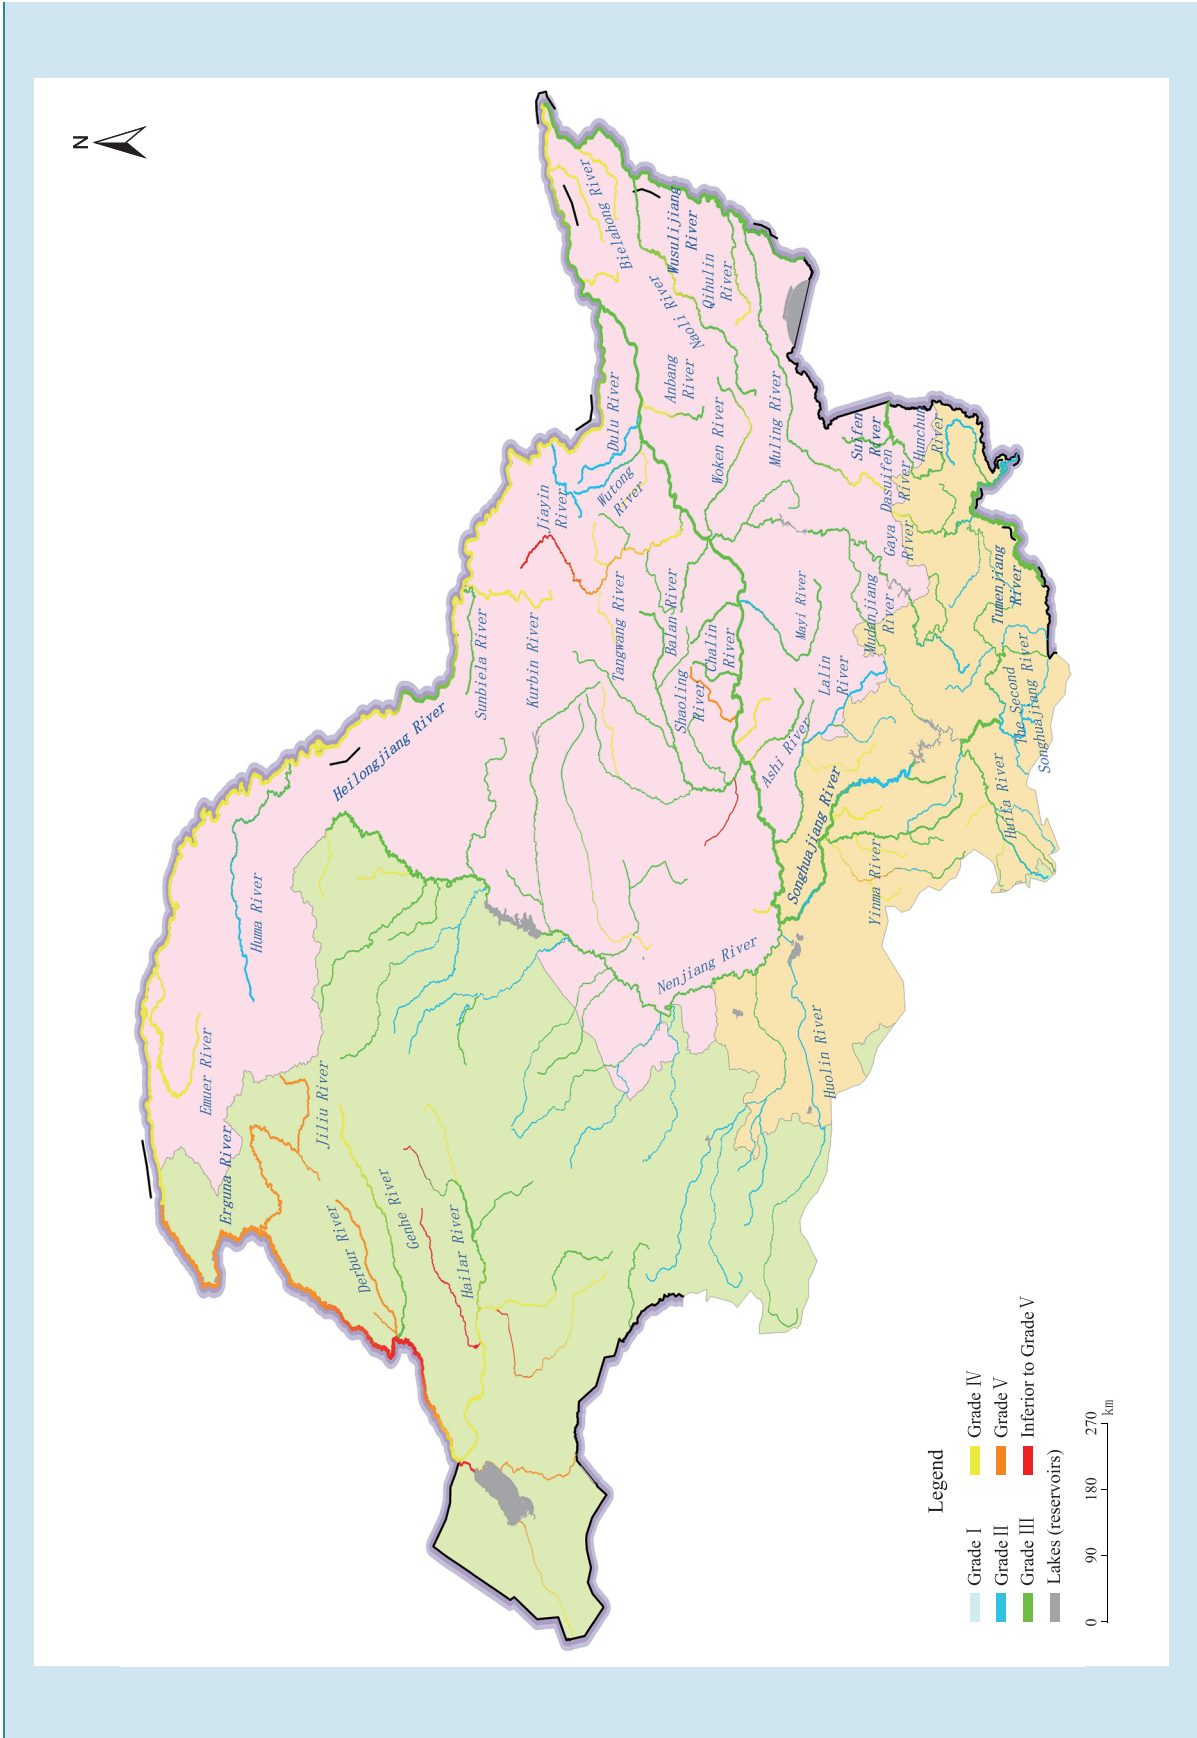 N
Bielahong River
Wusulijiang
River
Qihulin
River
Naoli River
Anbang
River
Dulu River
Woken River
Muling River
Suifen
River
Hunchun
River
Dasuifen
River
Gaya
River
Jiayin
River
Wutong
River
Tangwang River
Balan River
Chalin
River
Shaoling
River
Mayi River
Mudanjiang
River
Lalin
River
Tumenjiang
River
The Second
Songhuajiang River
Sunbiela River
Kurbin River
Heilongjiang River
Ashi River
Songhuajiang River
Huifa River
Yinma River
Huma River
Nenjiang River
Huolin River
Emuer River
Jiliu River
Erguna River
Genhe River
Derbur River
Hailar River
Legend
Grade I
Grade II
Grade III
Lakes (reservoirs)
Grade IV
Grade V
Inferior to Grade V
0 90 180 270
km